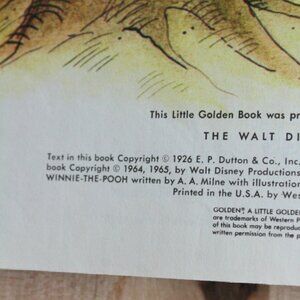 This Little Golden Book was pr
THE WALT DI
Text in this book Copyright © 1926 E. P. Dutton & Co., Inc.
book Copyright © 1964, 1965, by Walt Disney Productions
WINNIE-THE-POOH written by A. A. Milne with illustration
Printed in the U.S.A. by Wes
GOLDEN®, A LITTLE GOLDE
are trademarks of Western P
of this book may be reprodu
written permission from the p